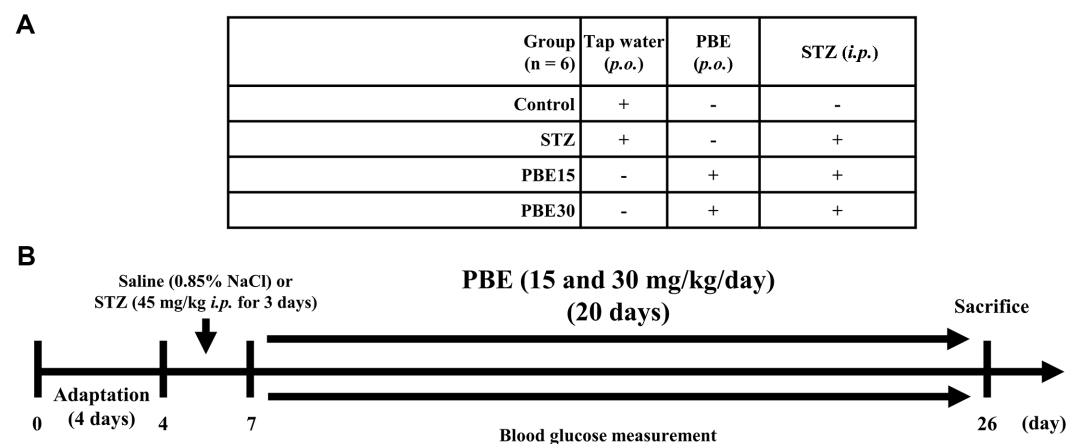 A
Group Tap water PBE STZ (i.p.)
(n = 6) (p.o.) (p.o.)
Control + - -
STZ + - +
PBE15 - + +
PBE30 - + +
B
Saline (0.85% NaCl) or
STZ (45 mg/kg i.p. for 3 days)
PBE (15 and 30 mg/kg/day)
(20 days)
Sacrifice
Adaptation
(4 days)
0 4 7 26 (day)
Blood glucose measurement